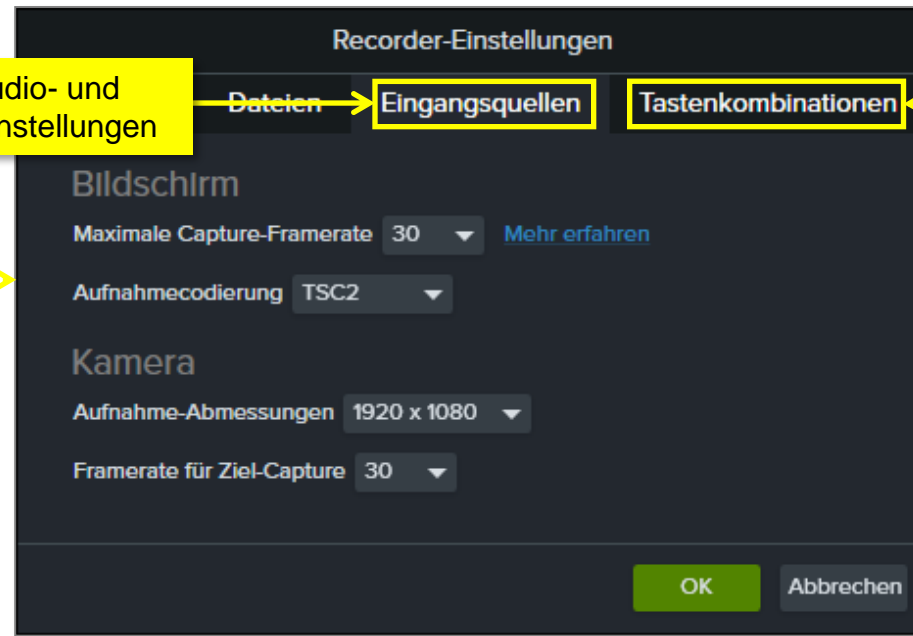 Recorder-Einstellungen
udio- und
nstellungen
Dateien
Eingangsquellen
Tastenkombinationen
Bildschirm
Maximale Capture-Framerate 30 Mehr erfahren
Aufnahmecodierung TSC2
Kamera
Aufnahme-Abmessungen 1920 x 1080
Framerate für Ziel-Capture 30
OK Abbrechen